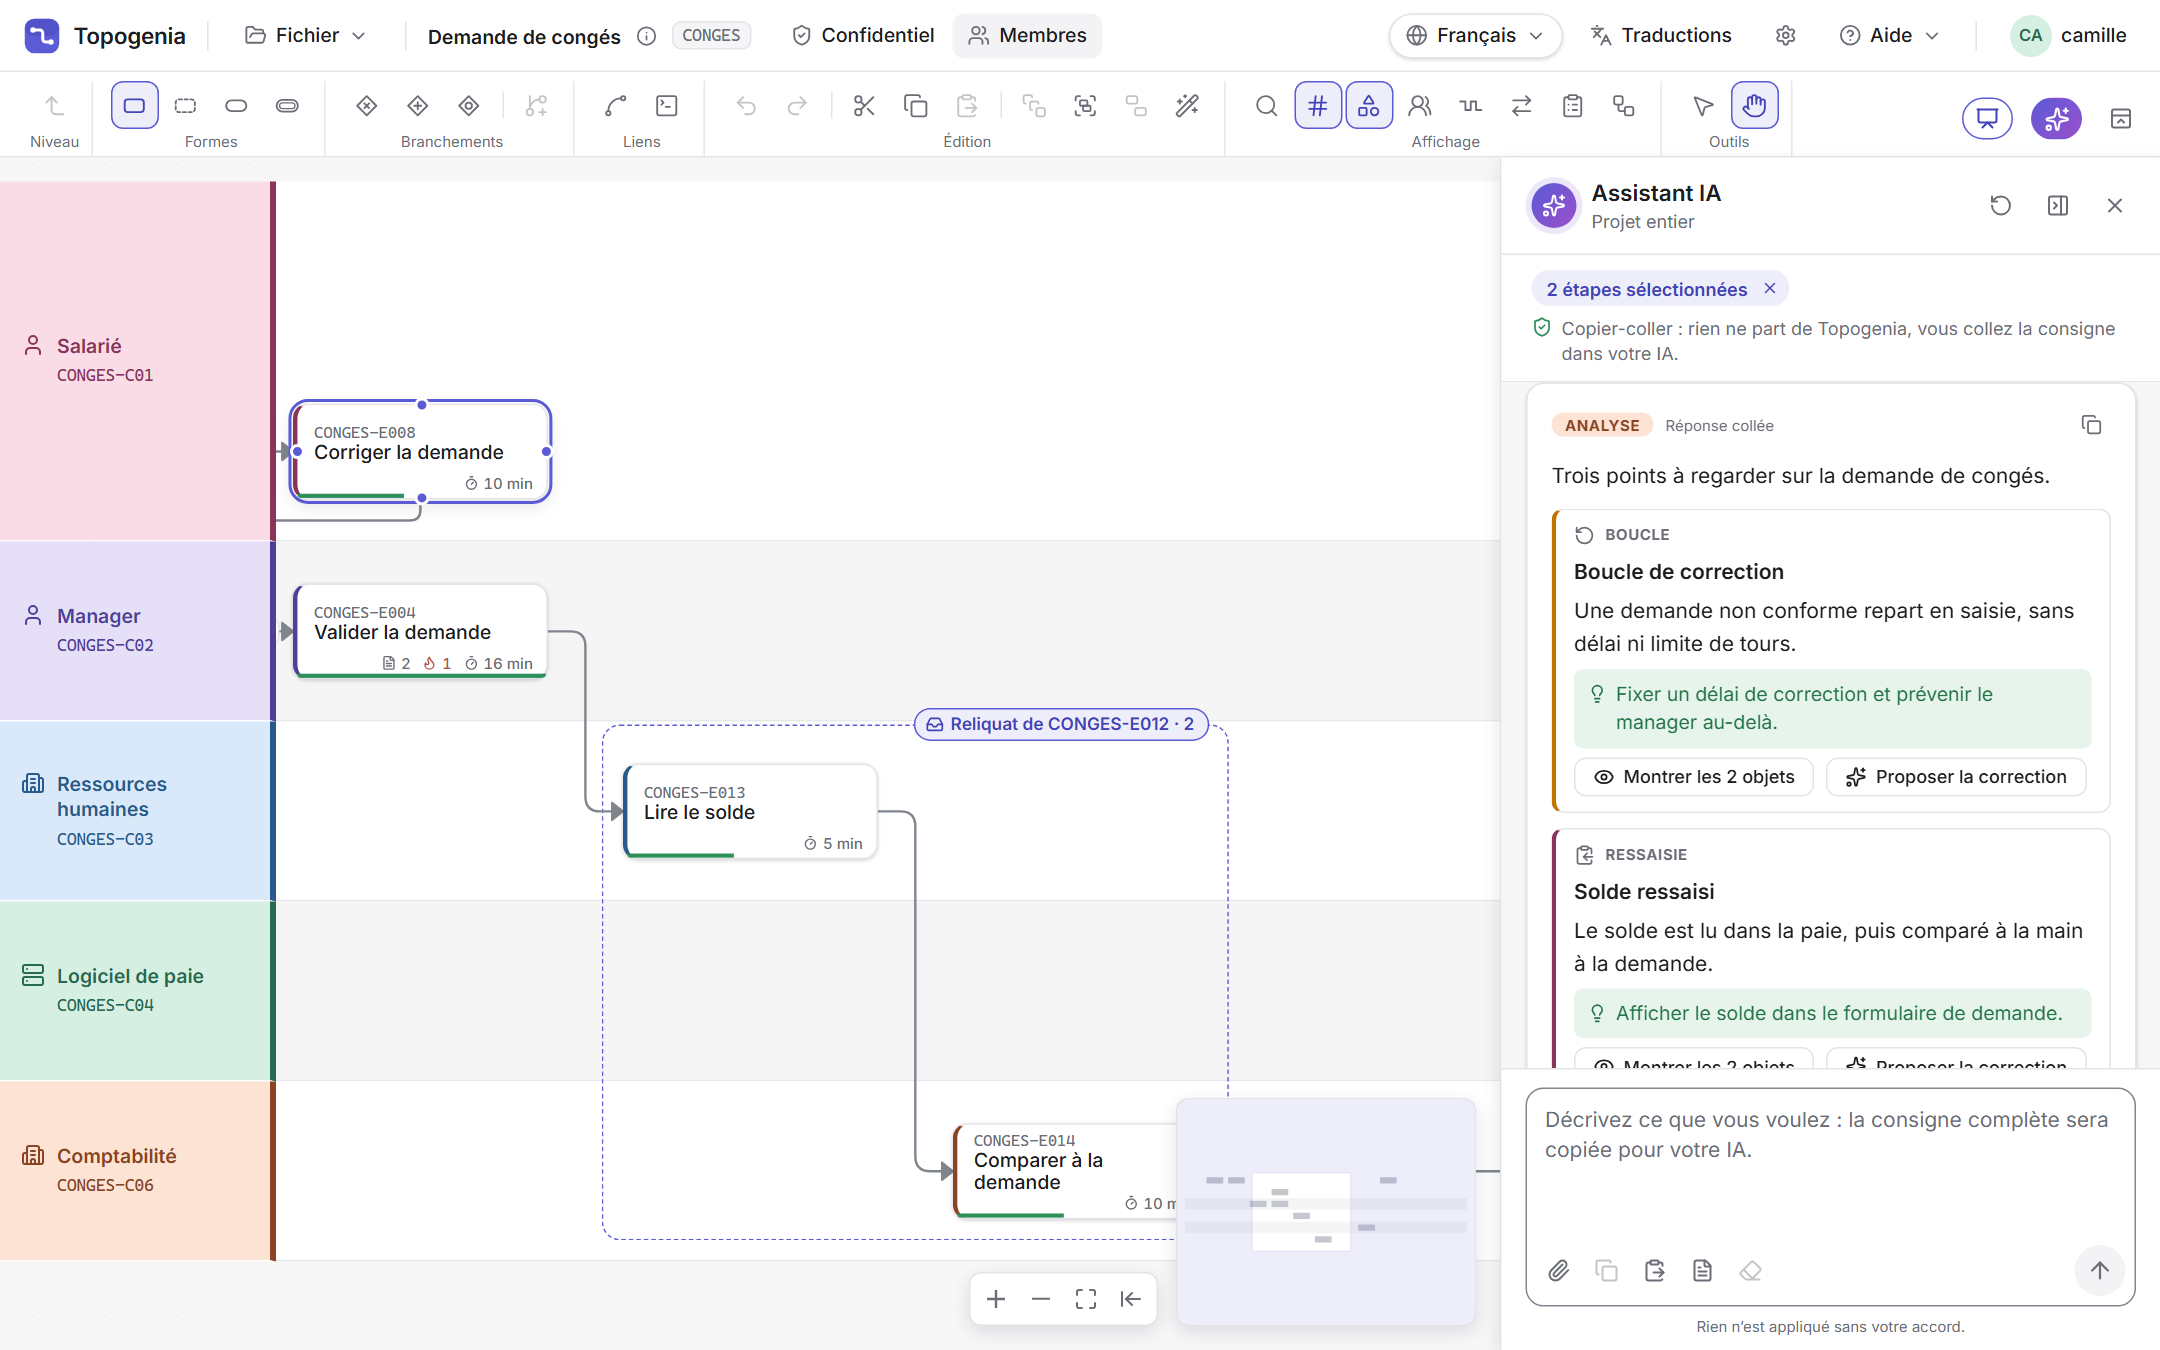 Topogenia
Fichier
Demande de congés
CONGES
Confidentiel
Membres
Français
Traductions
Aide
CA
camille
Niveau
Formes
Branchements
Liens
Édition
Affichage
Outils
Salarié
CONGES-C01
CONGES-E008
Corriger la demande
10 min
Manager
CONGES-C02
CONGES-E004
Valider la demande
2
1
16 min
Reliquat de CONGES-E012 · 2
Ressources
humaines
CONGES-C03
CONGES-E013
Lire le solde
5 min
Logiciel de paie
CONGES-C04
Comptabilité
CONGES-C06
CONGES-E014
Comparer à la
demande
10 m
Assistant IA
Projet entier
2 étapes sélectionnées
Copier-coller : rien ne part de Topogenia, vous collez la consigne
dans votre IA.
ANALYSE
Réponse collée
Trois points à regarder sur la demande de congés.
BOUCLE
Boucle de correction
Une demande non conforme repart en saisie, sans
délai ni limite de tours.
Fixer un délai de correction et prévenir le
manager au-delà.
Montrer les 2 objets
Proposer la correction
RESSAISIE
Solde ressaisi
Le solde est lu dans la paie, puis comparé à la main
à la demande.
Afficher le solde dans le formulaire de demande.
Montrer les 2 objets
Proposer la correction
Décrivez ce que vous voulez : la consigne complète sera
copiée pour votre IA.
Rien n’est appliqué sans votre accord.